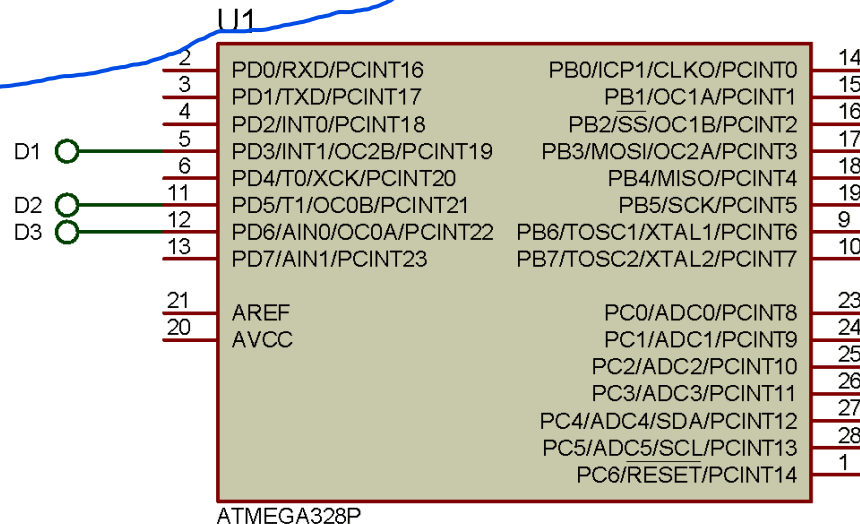 U1
2 PD0/RXD/PCINT16 PB0/ICP1/CLKO/PCINT0 14
3 PD1/TXD/PCINT17 PB1/OC1A/PCINT1 15
4 PD2/INT0/PCINT18 PB2/SS/OC1B/PCINT2 16
D1 5 PD3/INT1/OC2B/PCINT19 PB3/MOSI/OC2A/PCINT3 17
6 PD4/T0/XCK/PCINT20 PB4/MISO/PCINT4 18
D2 11 PD5/T1/OC0B/PCINT21 PB5/SCK/PCINT5 19
D3 12 PD6/AIN0/OC0A/PCINT22 PB6/TOSC1/XTAL1/PCINT6 9
13 PD7/AIN1/PCINT23 PB7/TOSC2/XTAL2/PCINT7 10
21 AREF PC0/ADC0/PCINT8 23
20 AVCC PC1/ADC1/PCINT9 24
PC2/ADC2/PCINT10 25
PC3/ADC3/PCINT11 26
PC4/ADC4/SDA/PCINT12 27
PC5/ADC5/SCL/PCINT13 28
PC6/RESET/PCINT14 1
ATMEGA328P